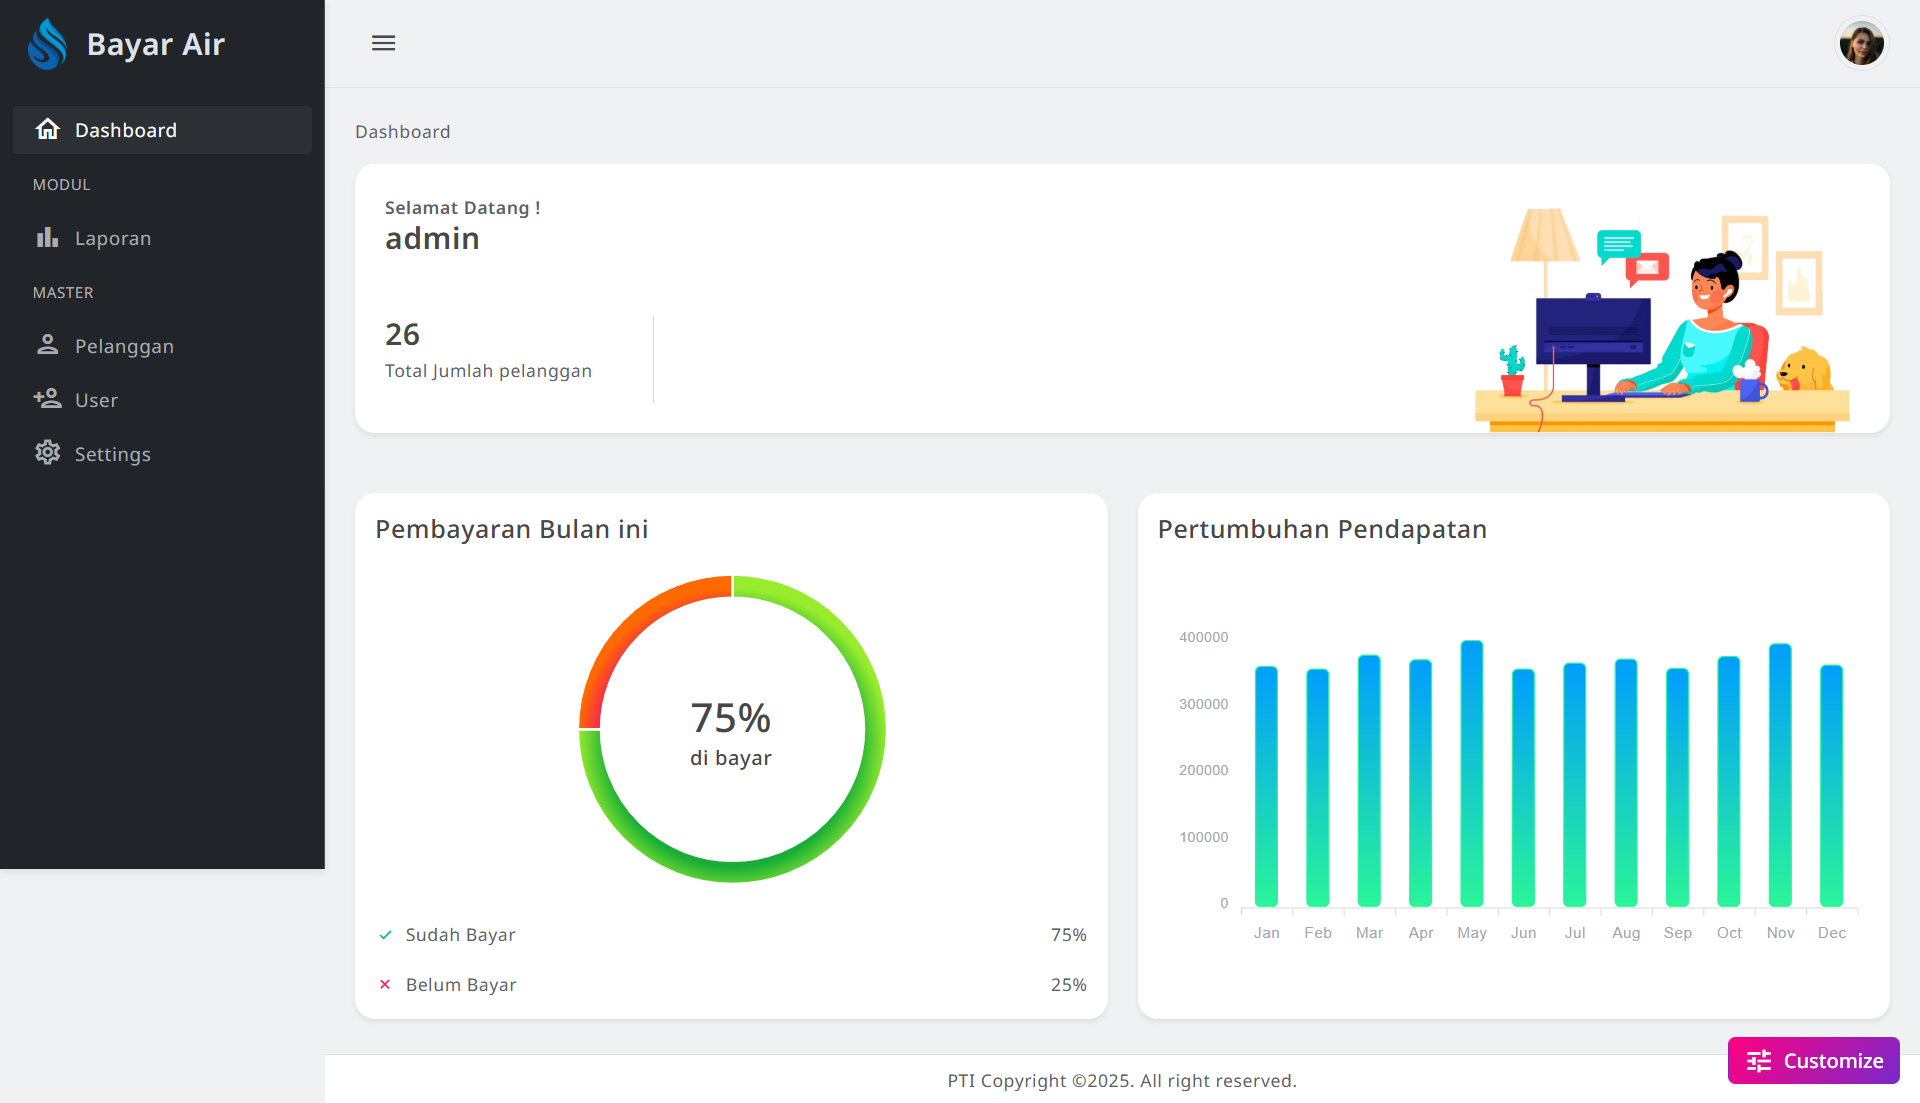 Bayar Air
Dashboard
MODUL
Laporan
MASTER
Pelanggan
User
Settings
Dashboard
Selamat Datang !
admin
26
Total Jumlah pelanggan
Pembayaran Bulan ini
75%
di bayar
Sudah Bayar 75%
Belum Bayar 25%
Pertumbuhan Pendapatan
400000
300000
200000
100000
0
Jan Feb Mar Apr May Jun Jul Aug Sep Oct Nov Dec
Customize
PTI Copyright ©2025. All right reserved.